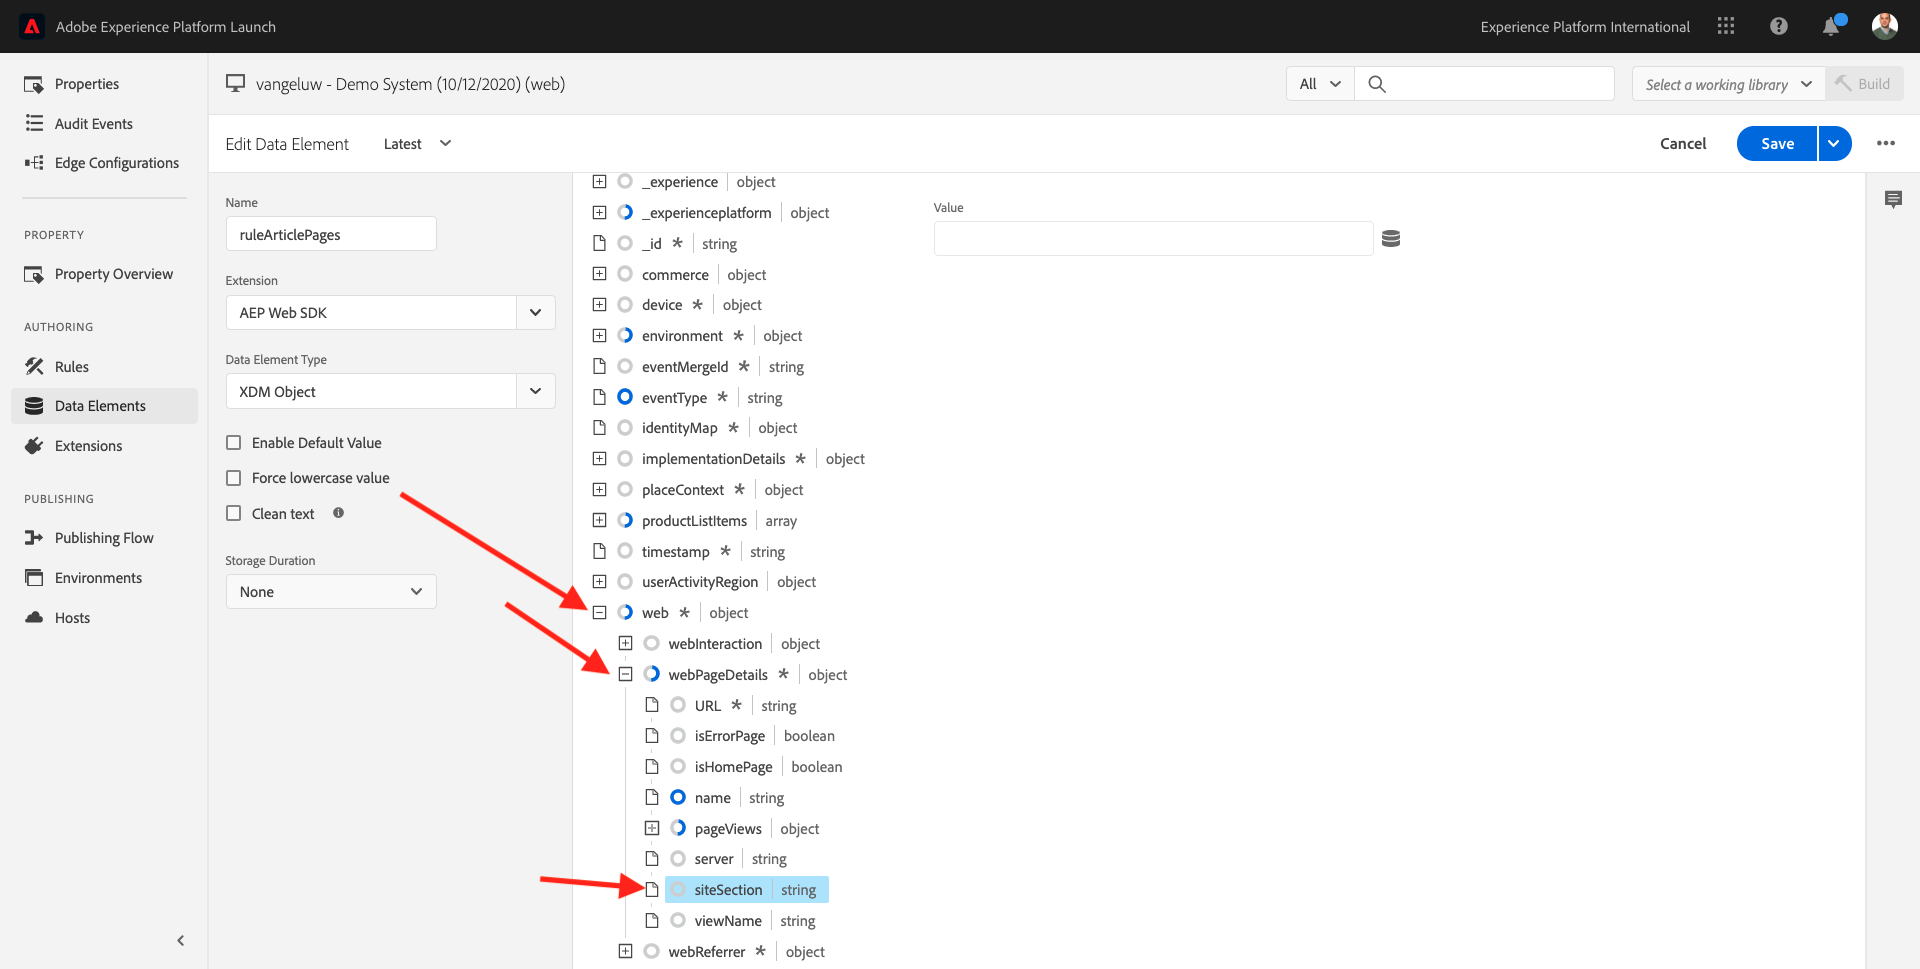 Adobe Experience Platform Launch
Experience Platform International
Properties
Audit Events
Edge Configurations
PROPERTY
Property Overview
AUTHORING
Rules
Data Elements
Extensions
PUBLISHING
Publishing Flow
Environments
Hosts
vangeluw - Demo System (10/12/2020) (web)
All
Select a working library
Build
Edit Data Element
Latest
Cancel
Save
Name
ruleArticlePages
Extension
AEP Web SDK
Data Element Type
XDM Object
Enable Default Value
Force lowercase value
Clean text
Storage Duration
None
_experience object
_experienceplatform object
_id * string
commerce object
device * object
environment * object
eventMergeId * string
eventType * string
identityMap * object
implementationDetails * object
placeContext * object
productListItems array
timestamp * string
userActivityRegion object
web * object
webInteraction object
webPageDetails * object
URL * string
isErrorPage boolean
isHomePage boolean
name string
pageViews object
server string
siteSection string
viewName string
webReferrer * object
Value